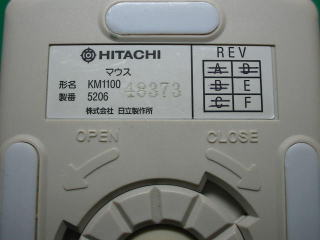 HITACHI
マウス
形名 KM1100
製番 5206 48373
株式会社 日立製作所
REV
A D
B E
C F
OPEN CLOSE